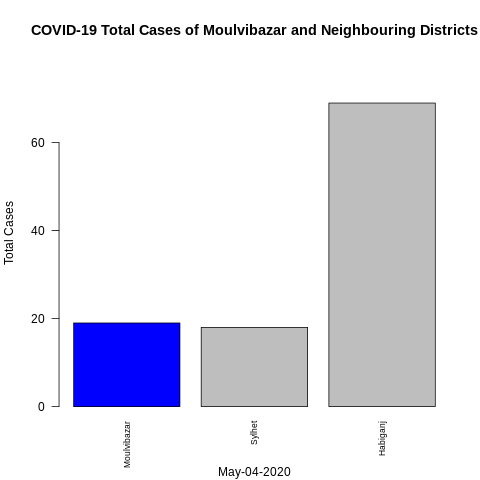 COVID-19 Total Cases of Moulvibazar and Neighbouring Districts
Total Cases
60
40
20
0
Moulvibazar
Sylhet
Habiganj
May-04-2020